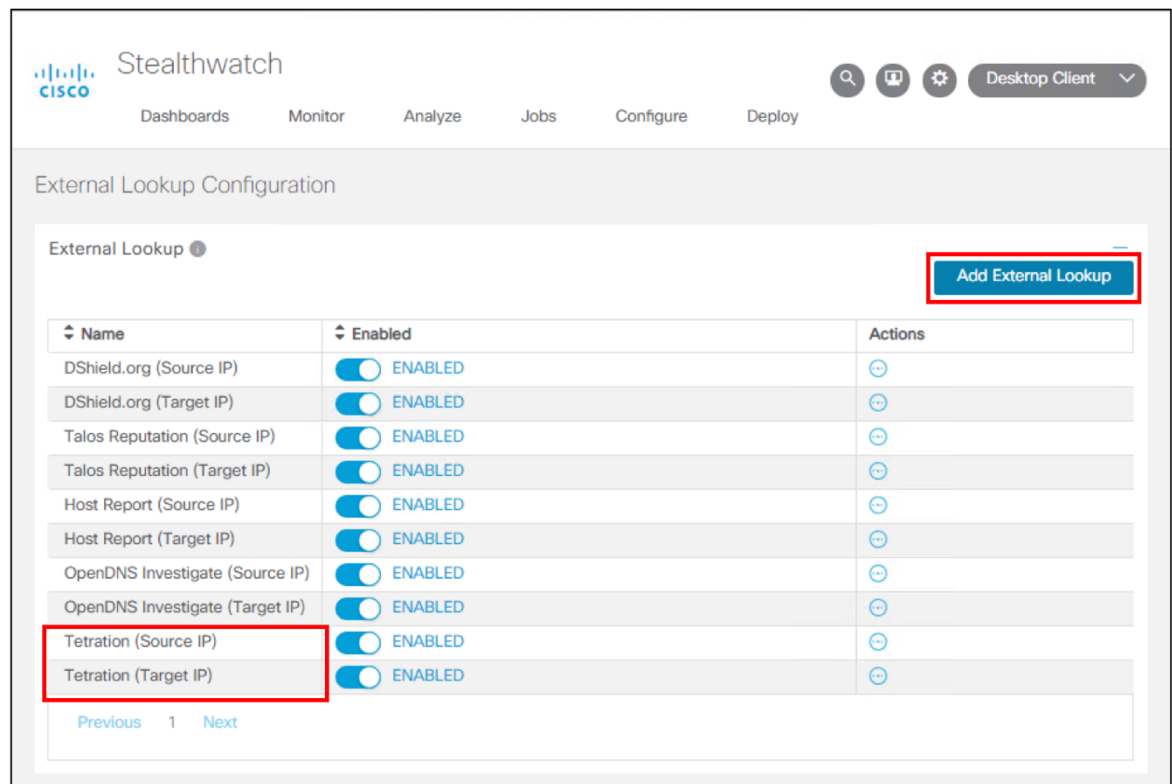 Stealthwatch
CISCO
Desktop Client
Dashboards Monitor Analyze Jobs Configure Deploy
External Lookup Configuration
External Lookup
Add External Lookup
Name Enabled Actions
DShield.org (Source IP) ENABLED
DShield.org (Target IP) ENABLED
Talos Reputation (Source IP) ENABLED
Talos Reputation (Target IP) ENABLED
Host Report (Source IP) ENABLED
Host Report (Target IP) ENABLED
OpenDNS Investigate (Source IP) ENABLED
OpenDNS Investigate (Target IP) ENABLED
Tetration (Source IP) ENABLED
Tetration (Target IP) ENABLED
Previous 1 Next